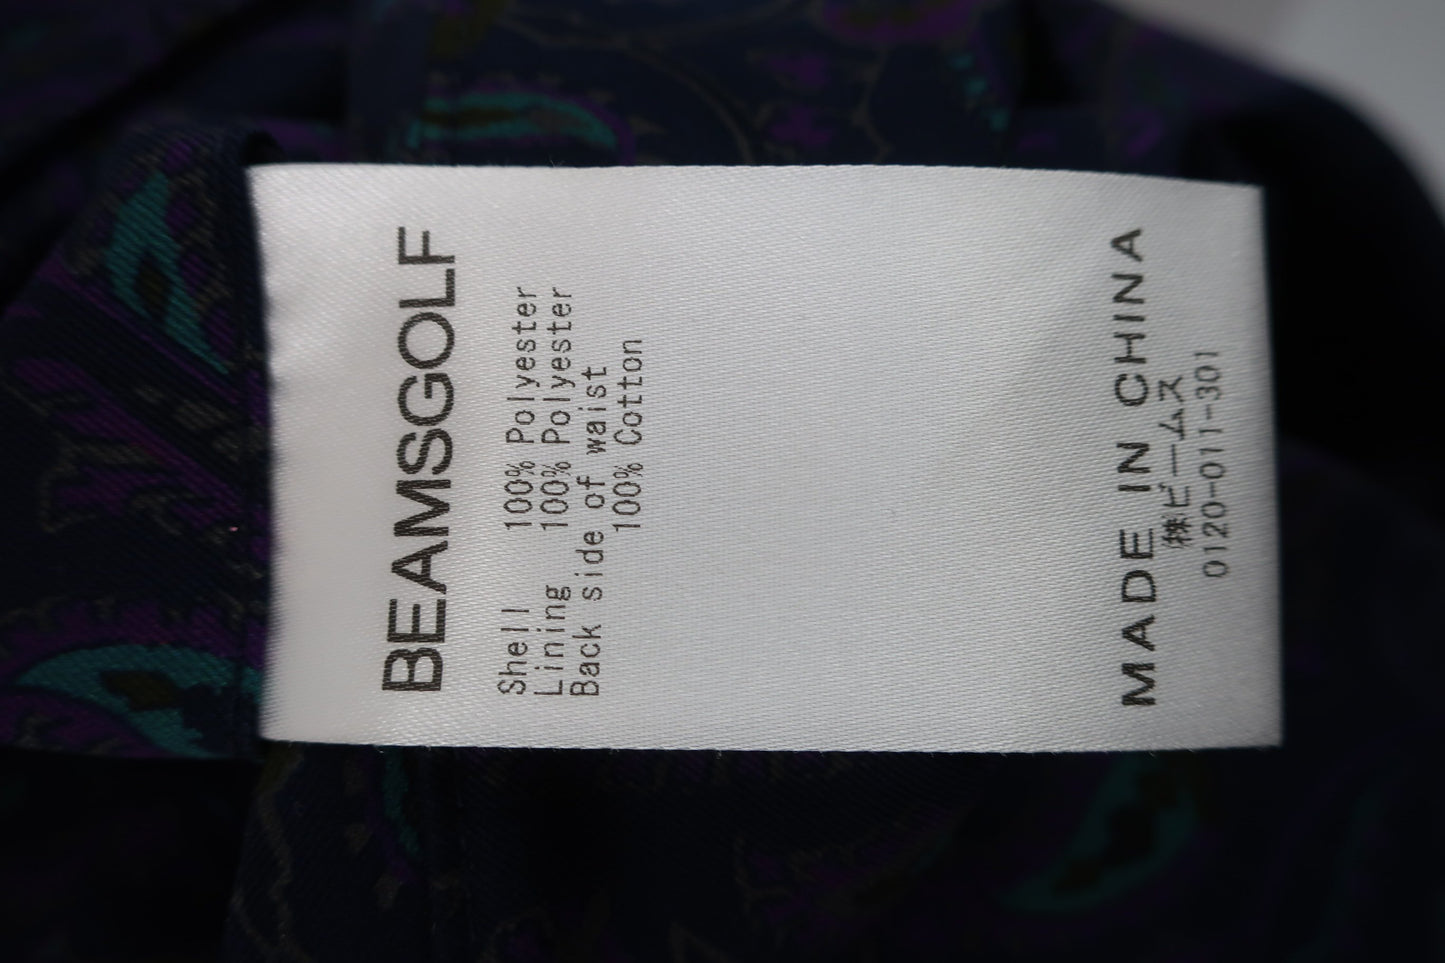 BEAMSGOLF
Shell 100% Polyester
Lining 100% Polyester
Back side of waist
100% Cotton
MADE IN CHINA
㈱ビームス
0120-011-301